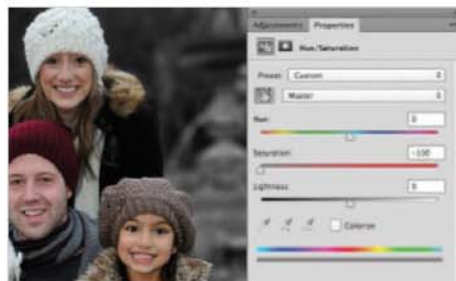 Adjustments Properties
Hue/Saturation
Preset: Custom
Master
Hue: 0
Saturation: -100
Lightness: 0
Colorize